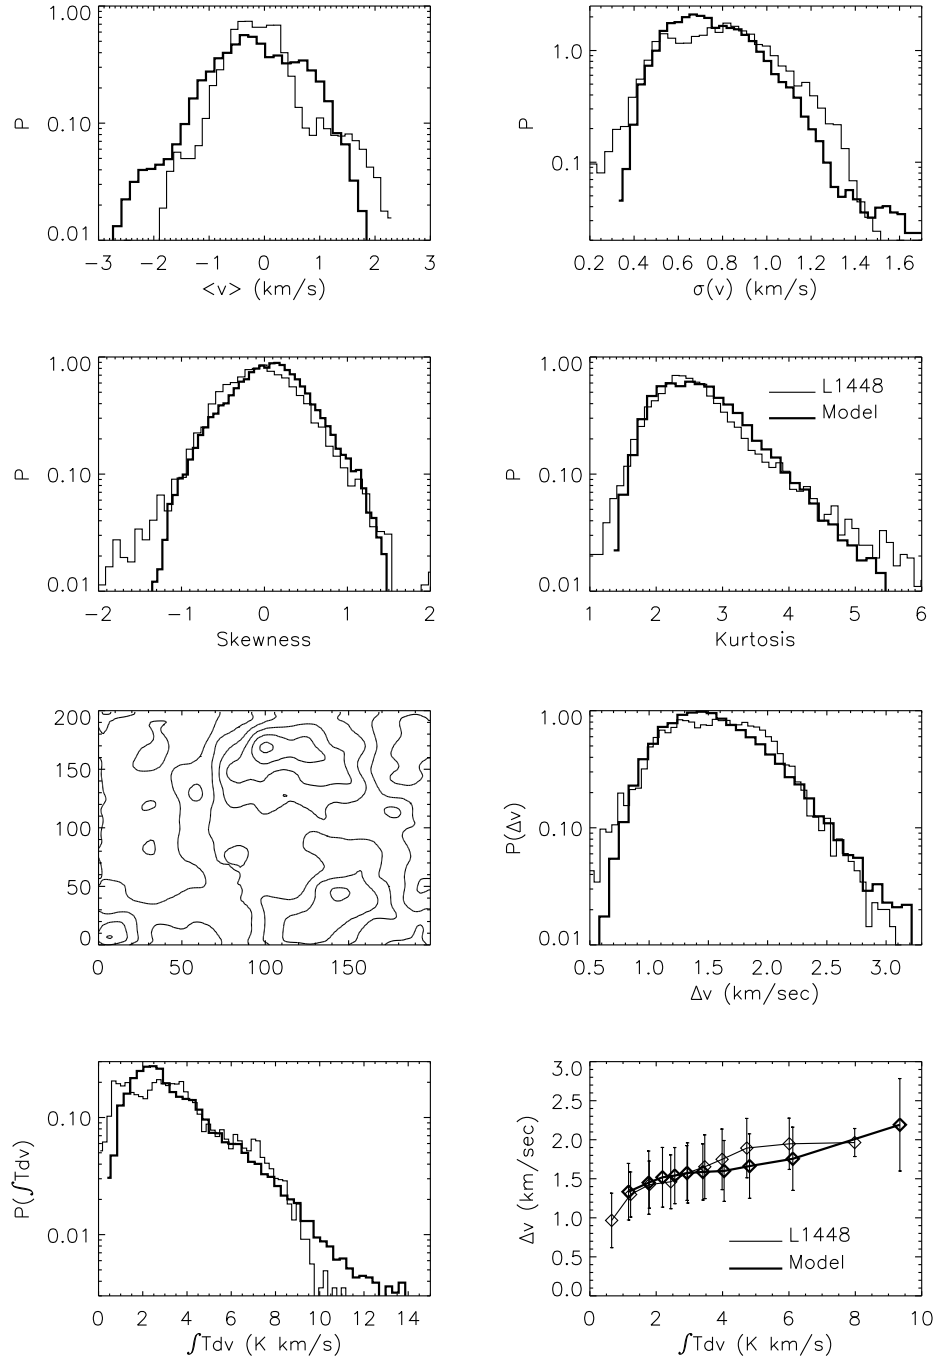 1.00
0.10
0.01
P
−3 −2 −1 0 1 2 3
<v> (km/s)
1.0
0.1
P
0.2 0.4 0.6 0.8 1.0 1.2 1.4 1.6
σ(v) (km/s)
1.00
0.10
0.01
P
−2 −1 0 1 2
Skewness
1.00
0.10
0.01
P
L1448
Model
1 2 3 4 5 6
Kurtosis
200
150
100
50
0
0 50 100 150
1.00
0.10
0.01
P(Δv)
0.5 1.0 1.5 2.0 2.5 3.0
Δv (km/sec)
0.10
0.01
P(∫Tdv)
0 2 4 6 8 10 12 14
∫Tdv (K km/s)
3.0
2.5
2.0
1.5
1.0
0.5
0.0
Δv (km/sec)
L1448
Model
0 2 4 6 8 10
∫Tdv (K km/s)